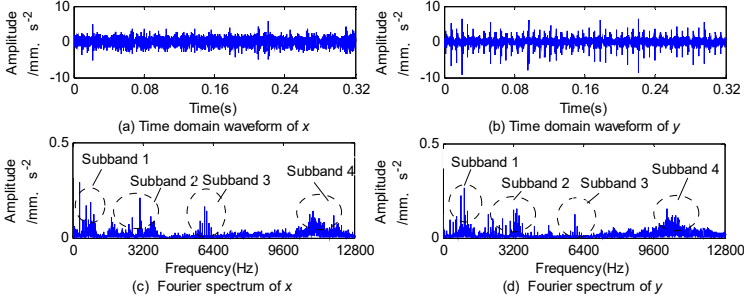 10
0
-10
Amplitude
/mm. s-2
0 0.08 0.16 0.24 0.32
Time(s)
(a) Time domain waveform of x
10
0
-10
Amplitude
/mm. s-2
0 0.08 0.16 0.24 0.32
Time(s)
(b) Time domain waveform of y
0.5
0
Amplitude
/mm. s-2
Subband 1
Subband 2
Subband 3
Subband 4
0 3200 6400 9600 12800
Frequency(Hz)
(c) Fourier spectrum of x
0.5
0
Amplitude
/mm. s-2
Subband 1
Subband 2
Subband 3
Subband 4
0 3200 6400 9600 12800
Frequency(Hz)
(d) Fourier spectrum of y